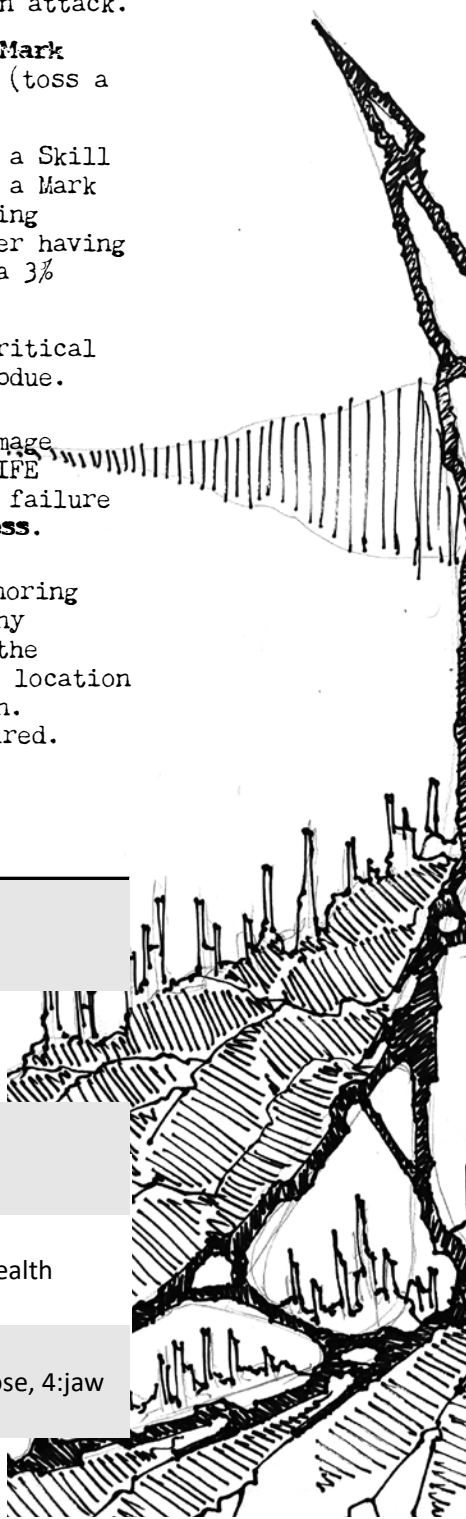 n attack.
Mark
(toss a
a Skill
a Mark
ing
er having
a 3%
ritical
odue.
mage
IFE
failure
ss.
noring
ny
the
location
n.
red.
ealth
ose, 4:jaw